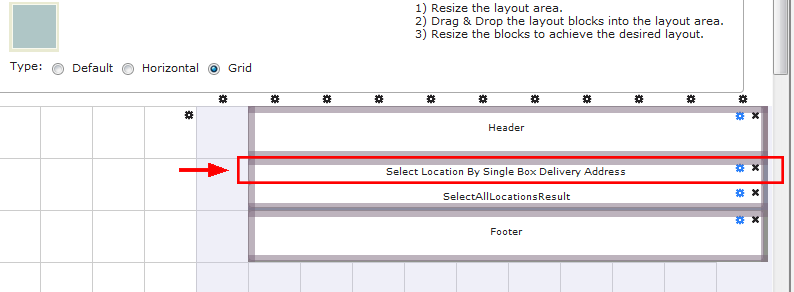 1) Resize the layout area.
2) Drag & Drop the layout blocks into the layout area.
3) Resize the blocks to achieve the desired layout.
Type: Default Horizontal Grid
Header
Select Location By Single Box Delivery Address
SelectAllLocationsResult
Footer